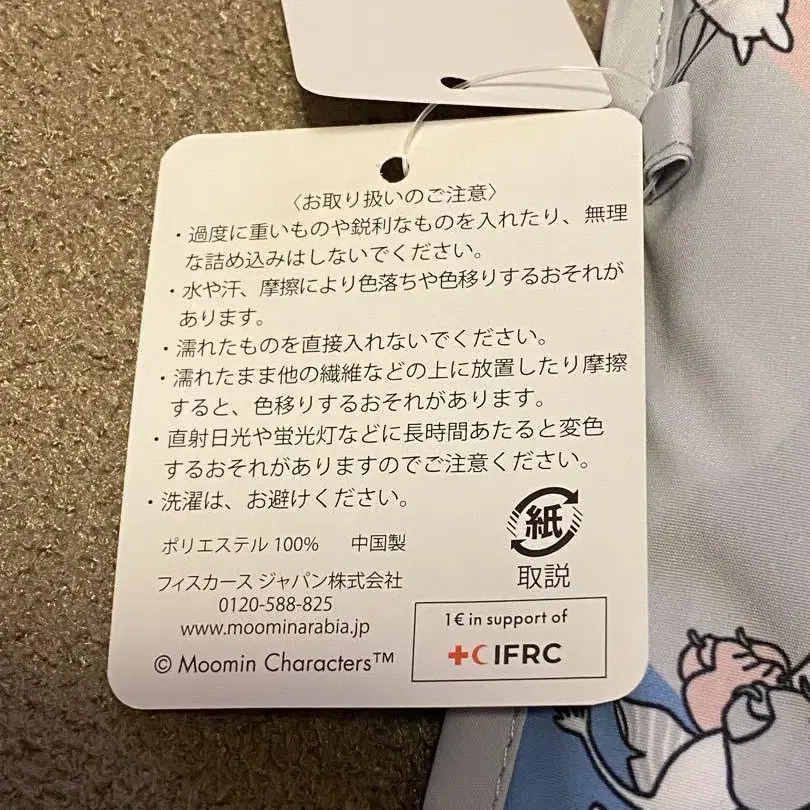 〈お取り扱いのご注意〉
・過度に重いものや鋭利なものを入れたり、無理
な詰め込みはしないでください。
・水や汗、摩擦により色落ちや色移りするおそれが
あります。
・濡れたものを直接入れないでください。
・濡れたまま他の繊維などの上に放置したり摩擦
すると、色移りするおそれがあります。
・直射日光や蛍光灯などに長時間あたると変色
するおそれがありますのでご注意ください。
・洗濯は、お避けください。
ポリエステル 100% 中国製
フィスカース ジャパン株式会社
0120-588-825
www.moominarabia.jp
© Moomin Characters™
紙
取説
1€ in support of
IFRC